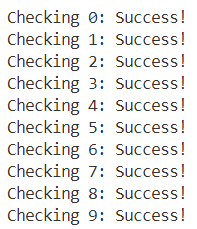 Checking 0: Success!
Checking 1: Success!
Checking 2: Success!
Checking 3: Success!
Checking 4: Success!
Checking 5: Success!
Checking 6: Success!
Checking 7: Success!
Checking 8: Success!
Checking 9: Success!